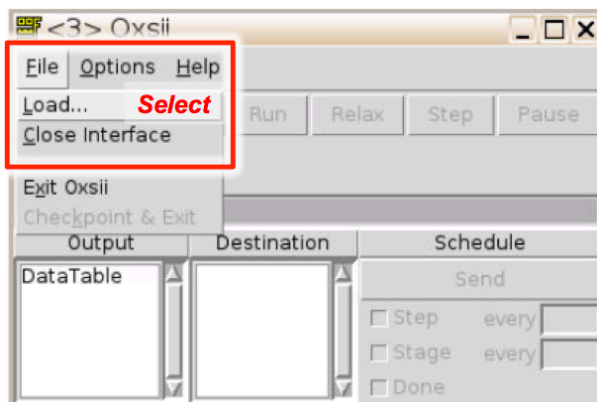 <3> Oxsii
File Options Help
Load... Select
Run Relax Step Pause
Close Interface
Exit Oxsii
Checkpoint & Exit
Output Destination Schedule
DataTable
Send
Step every
Stage every
Done